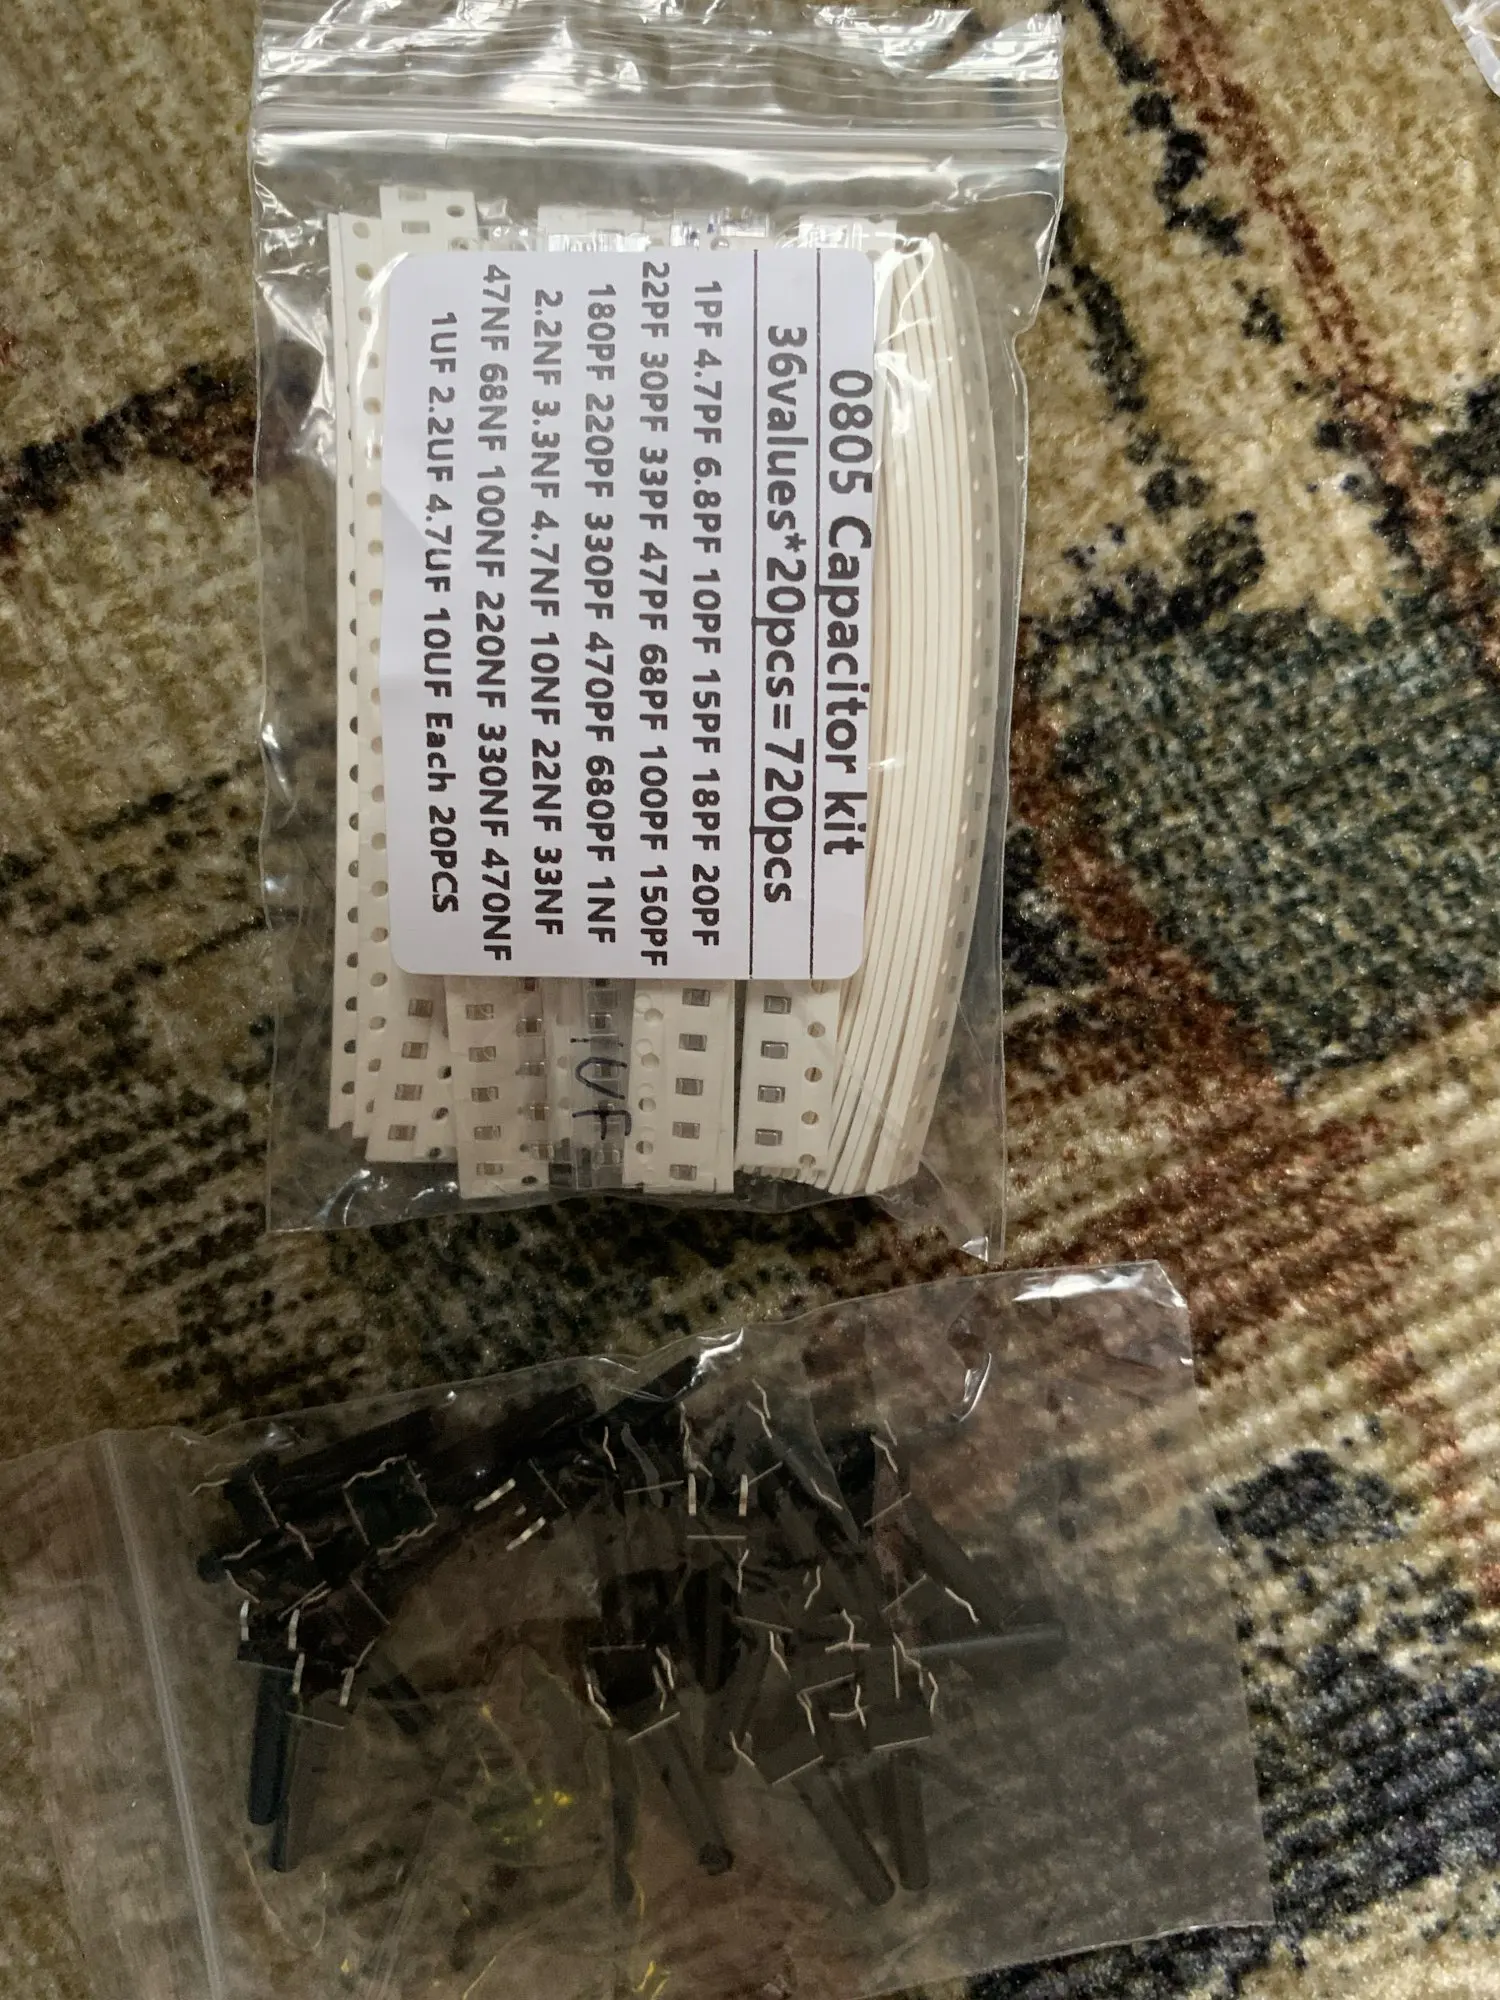 0805 Capacitor kit
36values*20pcs=720pcs
1PF 4.7PF 6.8PF 10PF 15PF 18PF 20PF
22PF 30PF 33PF 47PF 68PF 100PF 150PF
180PF 220PF 330PF 470PF 680PF 1NF
2.2NF 3.3NF 4.7NF 10NF 22NF 33NF
47NF 68NF 100NF 220NF 330NF 470NF
1UF 2.2UF 4.7UF 10UF Each 20PCS
1UF